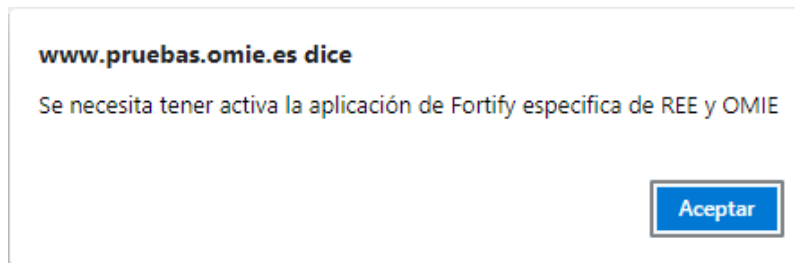 www.pruebas.omie.es dice
Se necesita tener activa la aplicación de Fortify especifica de REE y OMIE
Aceptar